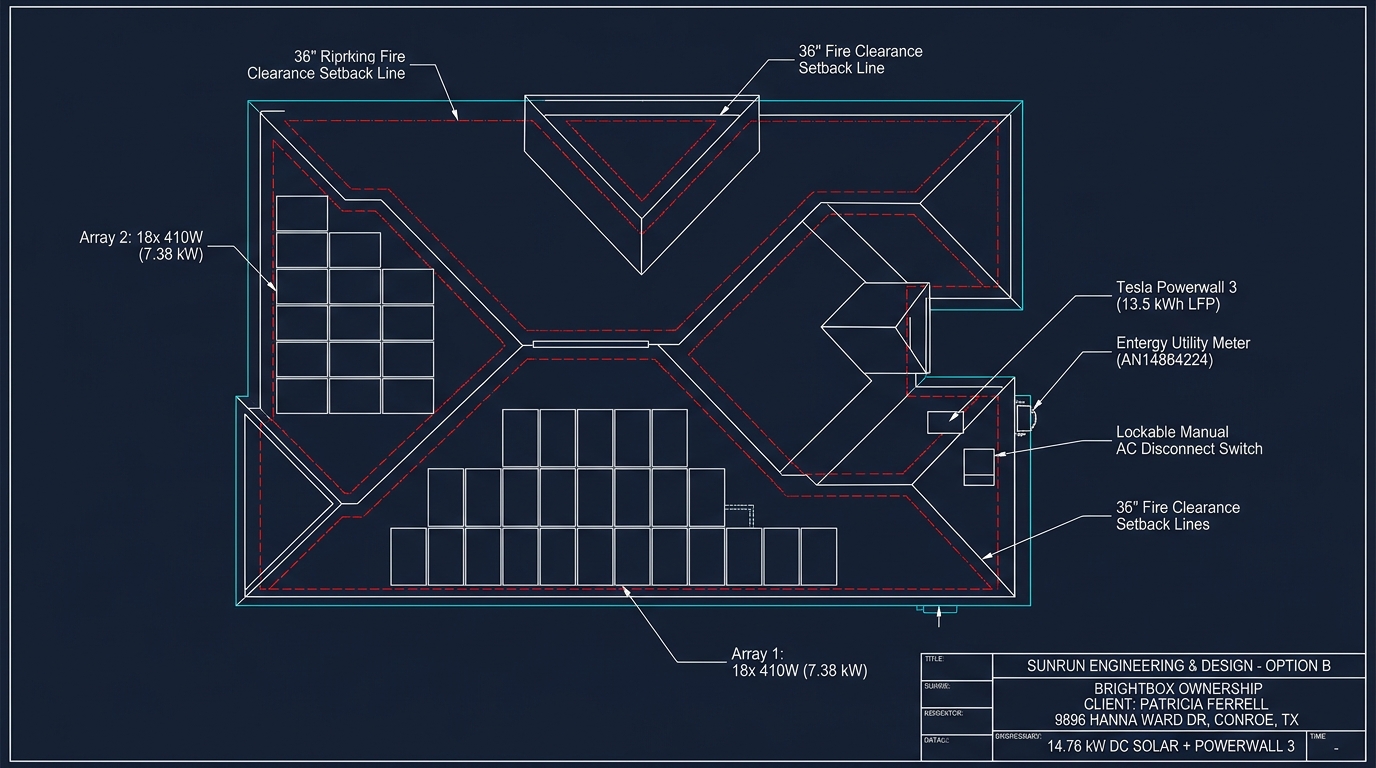 36" Riprking Fire
Clearance Setback Line
36" Fire Clearance
Setback Line
Array 2: 18x 410W
(7.38 kW)
Tesla Powerwall 3
(13.5 kWh LFP)
Entergy Utility Meter
(AN14884224)
Lockable Manual
AC Disconnect Switch
36" Fire Clearance
Setback Lines
Array 1:
18x 410W (7.38 kW)
TITLE:
SUNRUN ENGINEERING & DESIGN - OPTION B
BRIGHTBOX OWNERSHIP
CLIENT: PATRICIA FERRELL
9896 HANNA WARD DR, CONROE, TX
14.76 kW DC SOLAR + POWERWALL 3
TIME
-